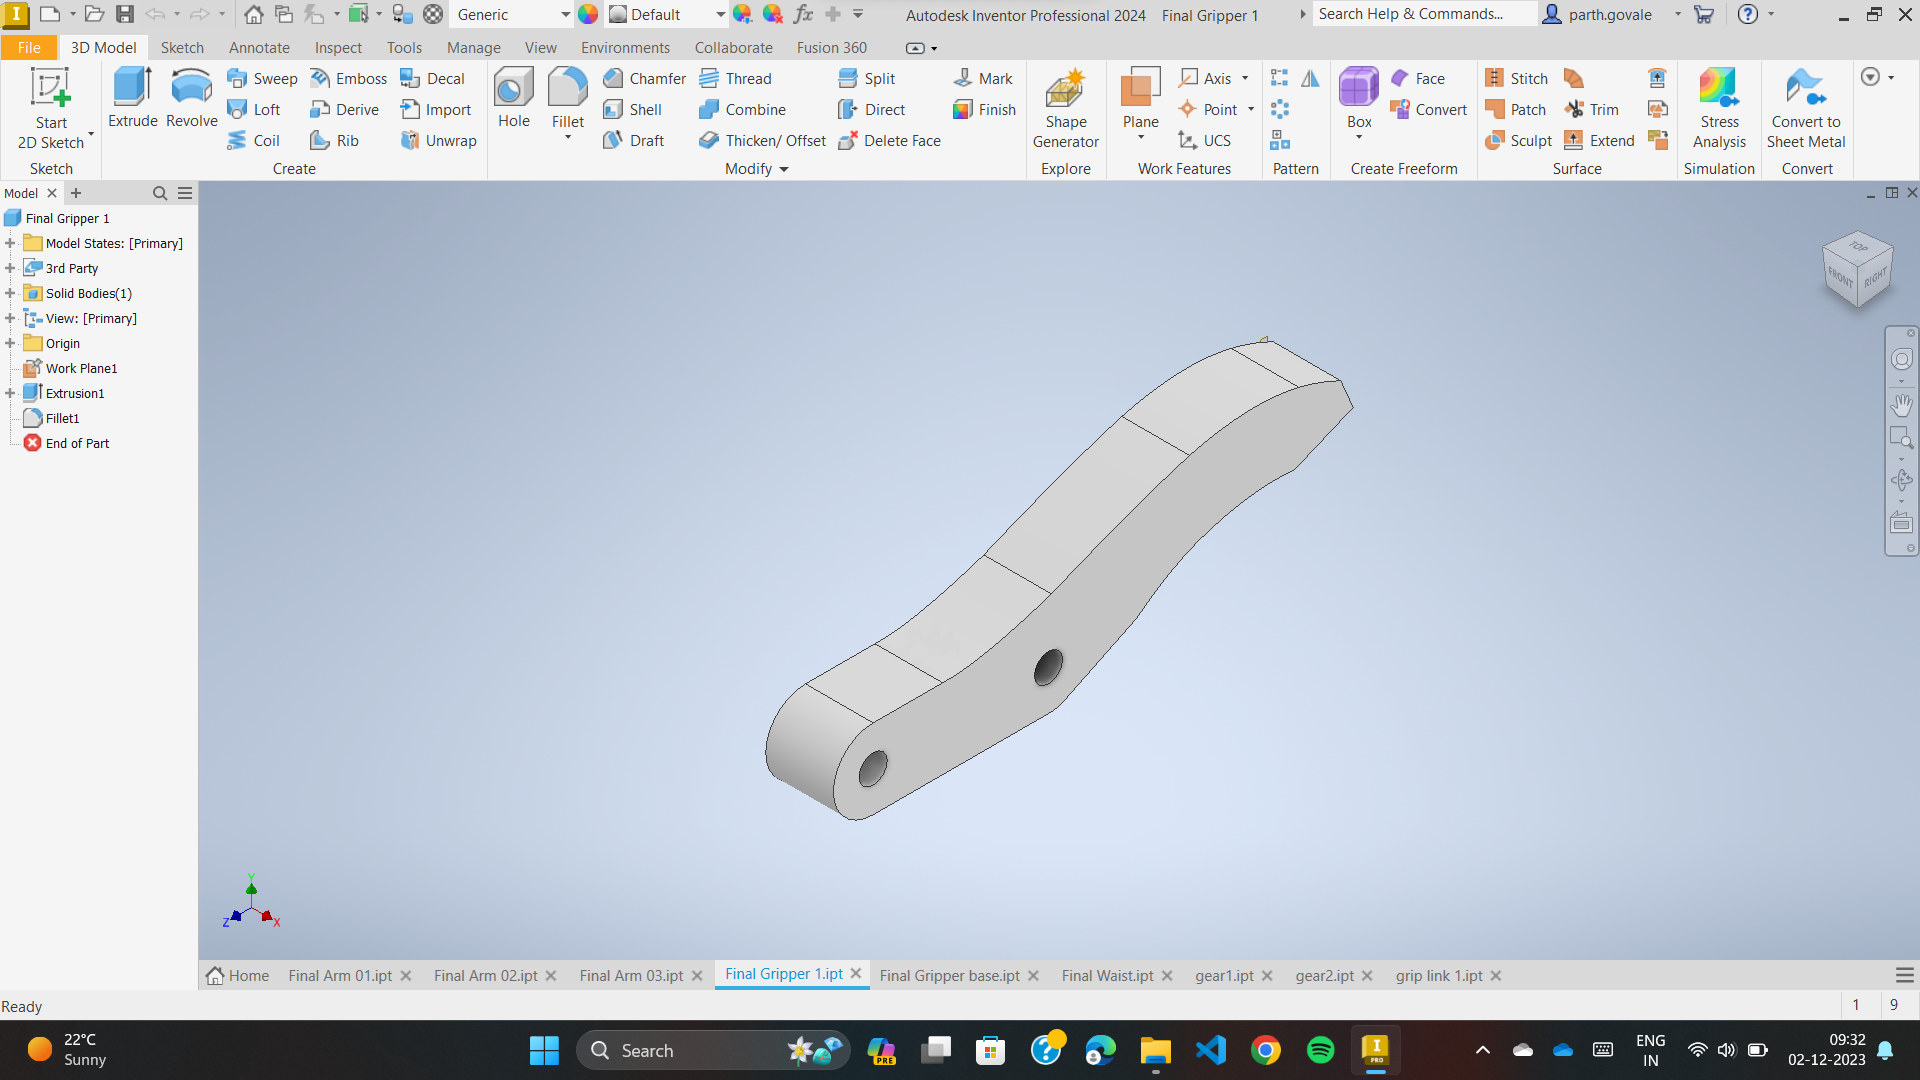 Generic
Default
fx
Autodesk Inventor Professional 2024 Final Gripper 1
Search Help & Commands...
parth.govale
File
3D Model
Sketch
Annotate
Inspect
Tools
Manage
View
Environments
Collaborate
Fusion 360
Start
2D Sketch
Sketch
Extrude
Revolve
Sweep
Loft
Coil
Emboss
Derive
Rib
Decal
Import
Unwrap
Create
Hole
Fillet
Chamfer
Shell
Draft
Thread
Combine
Thicken/ Offset
Split
Direct
Delete Face
Mark
Finish
Modify
Shape
Generator
Explore
Plane
Axis
Point
UCS
Work Features
Pattern
Box
Face
Convert
Create Freeform
Stitch
Patch
Sculpt
Trim
Extend
Surface
Stress
Analysis
Simulation
Convert to
Sheet Metal
Convert
Model
Final Gripper 1
Model States: [Primary]
3rd Party
Solid Bodies(1)
View: [Primary]
Origin
Work Plane1
Extrusion1
Fillet1
End of Part
TOP
FRONT
RIGHT
Y
Z
X
Home
Final Arm 01.ipt
Final Arm 02.ipt
Final Arm 03.ipt
Final Gripper 1.ipt
Final Gripper base.ipt
Final Waist.ipt
gear1.ipt
gear2.ipt
grip link 1.ipt
Ready
1
9
22°C
Sunny
Search
PRE
I
PRO
ENG
IN
09:32
02-12-2023